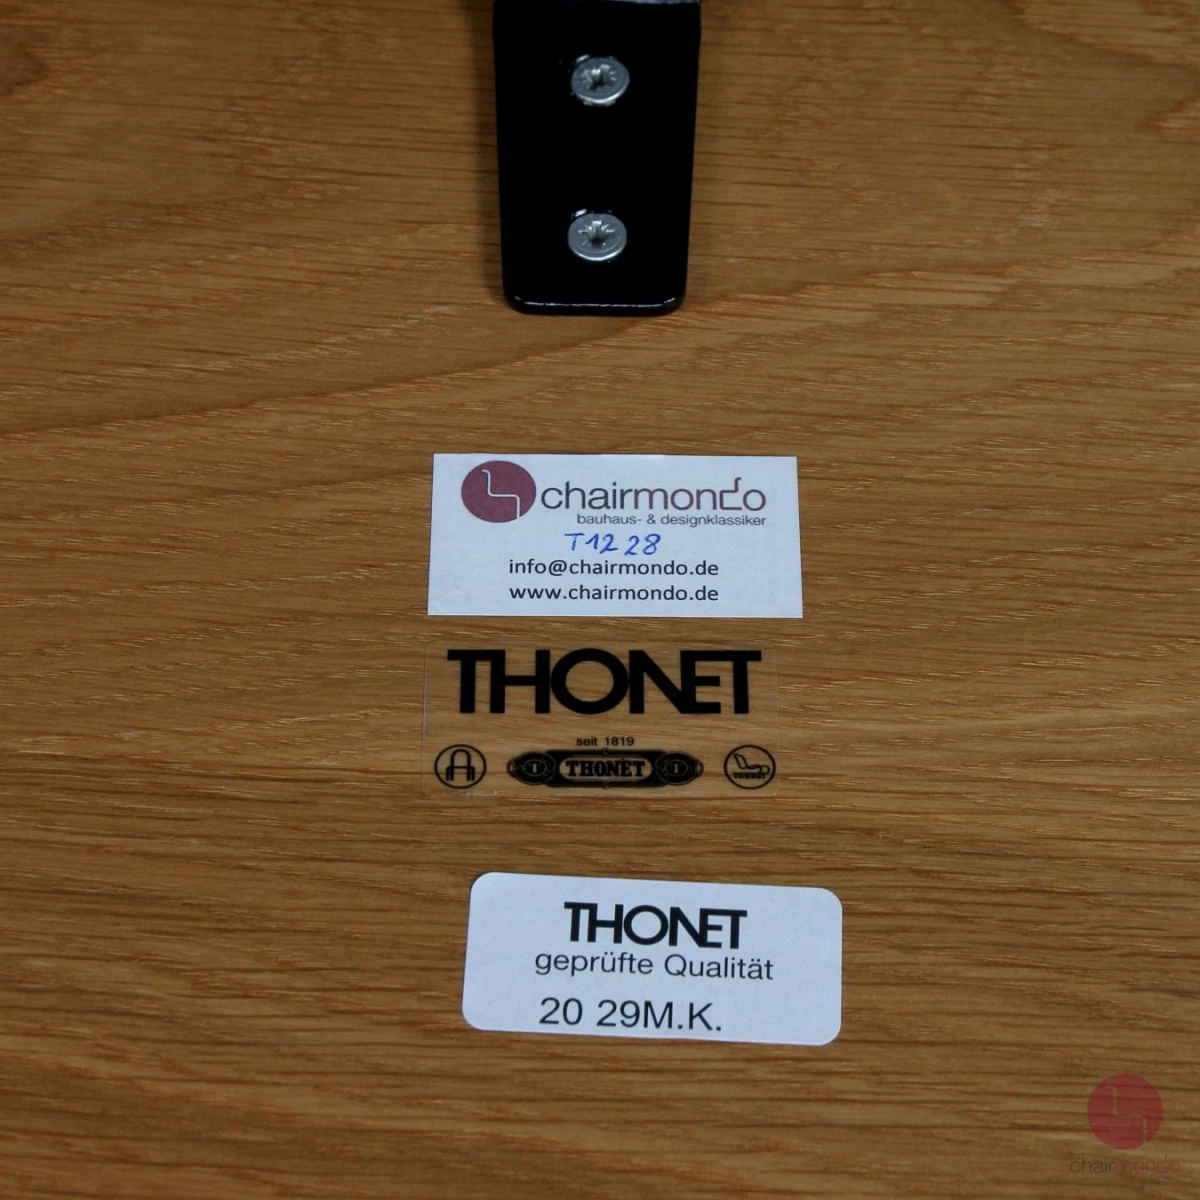 chairmondo
bauhaus- & designklassiker
T1228
info@chairmondo.de
www.chairmondo.de
THONET
seit 1819
THONET
THONET
THONET
geprüfte Qualität
20 29M.K.
chairmondo